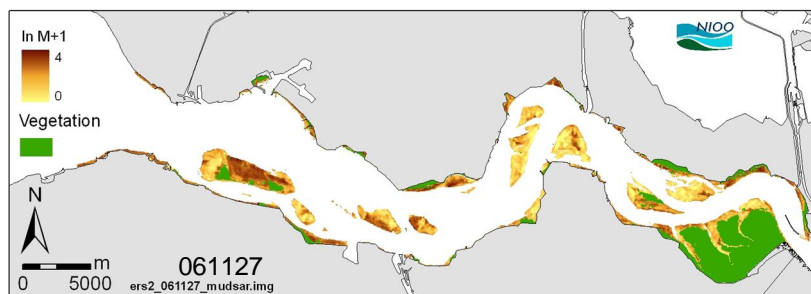 ln M+1
4
0
Vegetation
NIOO
N
m
0 5000
061127
ers2_061127_mudsar.img